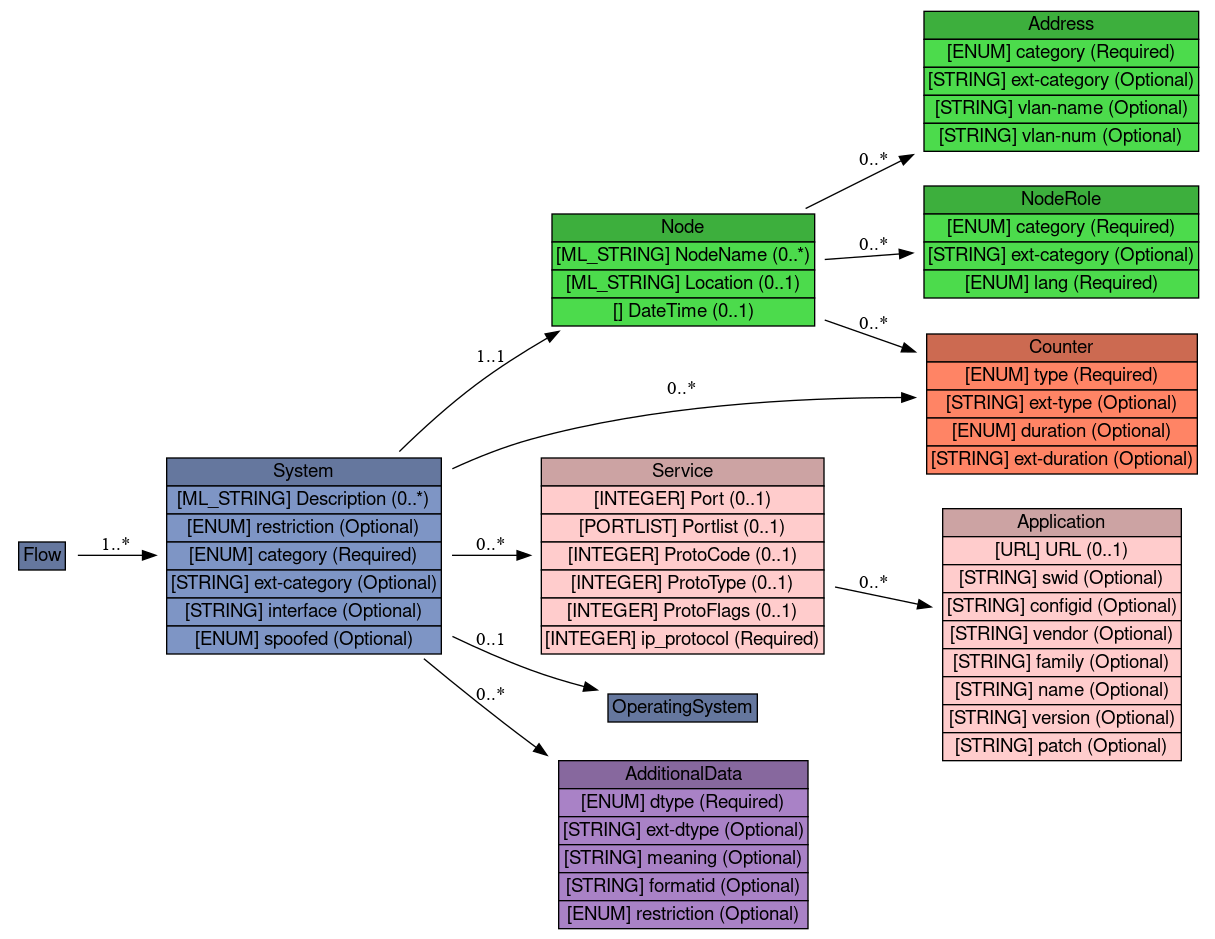 Flow
1..*
System
[ML_STRING] Description (0..*)
[ENUM] restriction (Optional)
[ENUM] category (Required)
[STRING] ext-category (Optional)
[STRING] interface (Optional)
[ENUM] spoofed (Optional)
1..1
0..*
0..*
0..1
0..*
Node
[ML_STRING] NodeName (0..*)
[ML_STRING] Location (0..1)
[] DateTime (0..1)
0..*
0..*
0..*
Service
[INTEGER] Port (0..1)
[PORTLIST] Portlist (0..1)
[INTEGER] ProtoCode (0..1)
[INTEGER] ProtoType (0..1)
[INTEGER] ProtoFlags (0..1)
[INTEGER] ip_protocol (Required)
0..*
OperatingSystem
AdditionalData
[ENUM] dtype (Required)
[STRING] ext-dtype (Optional)
[STRING] meaning (Optional)
[STRING] formatid (Optional)
[ENUM] restriction (Optional)
Address
[ENUM] category (Required)
[STRING] ext-category (Optional)
[STRING] vlan-name (Optional)
[STRING] vlan-num (Optional)
NodeRole
[ENUM] category (Required)
[STRING] ext-category (Optional)
[ENUM] lang (Required)
Counter
[ENUM] type (Required)
[STRING] ext-type (Optional)
[ENUM] duration (Optional)
[STRING] ext-duration (Optional)
Application
[URL] URL (0..1)
[STRING] swid (Optional)
[STRING] configid (Optional)
[STRING] vendor (Optional)
[STRING] family (Optional)
[STRING] name (Optional)
[STRING] version (Optional)
[STRING] patch (Optional)